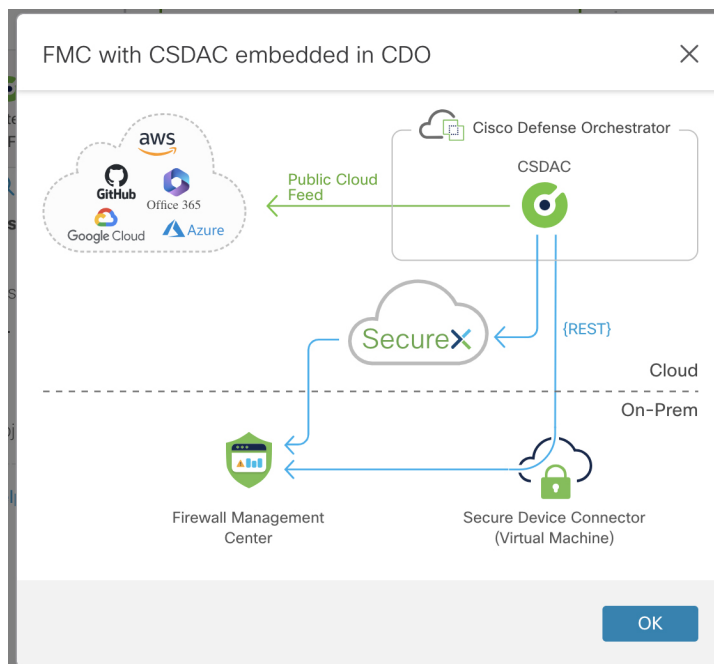 FMC with CSDAC embedded in CDO
aws
GitHub
Office 365
Google Cloud
Azure
Public Cloud
Feed
Cisco Defense Orchestrator
CSDAC
SecureX
{REST}
Cloud
On-Prem
Firewall Management
Center
Secure Device Connector
(Virtual Machine)
OK